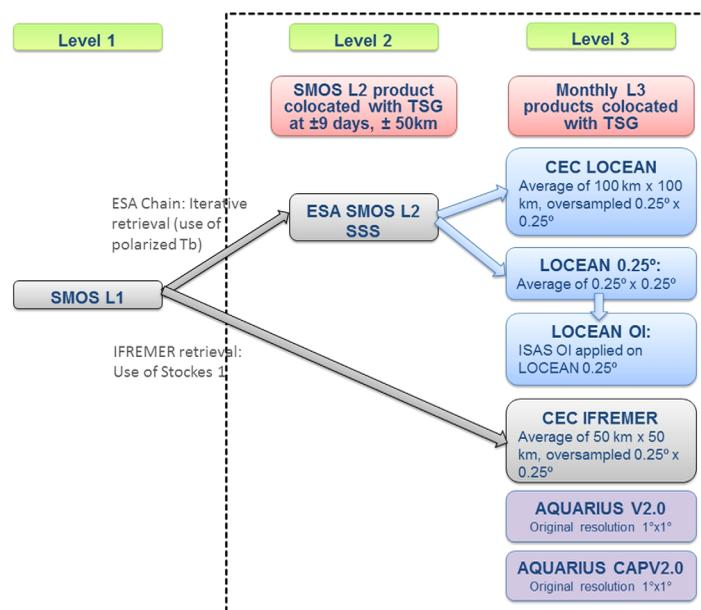 Level 1
Level 2
Level 3
SMOS L2 product
colocated with TSG
at ±9 days, ± 50km
Monthly L3
products colocated
with TSG
CEC LOCEAN
Average of 100 km x 100
km, oversampled 0.25º x
0.25º
ESA Chain: Iterative
retrieval (use of
polarized Tb)
ESA SMOS L2
SSS
LOCEAN 0.25º:
Average of 0.25º x 0.25º
SMOS L1
LOCEAN OI:
ISAS OI applied on
LOCEAN 0.25º
IFREMER retrieval:
Use of Stockes 1
CEC IFREMER
Average of 50 km x 50
km, oversampled 0.25º x
0.25º
AQUARIUS V2.0
Original resolution 1°x1°
AQUARIUS CAPV2.0
Original resolution 1°x1°